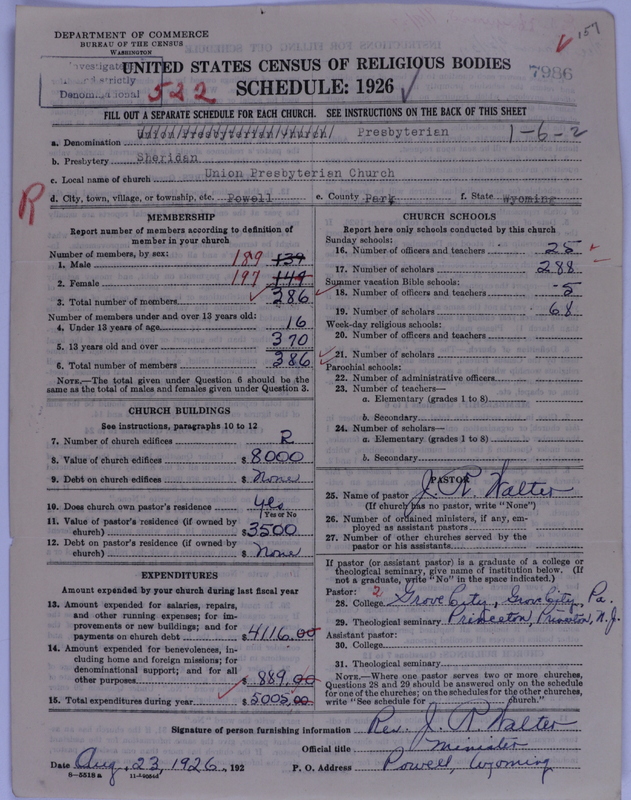 DEPARTMENT OF COMMERCE
BUREAU OF THE CENSUS
WASHINGTON
157
7986
Denominational
522
UNITED STATES CENSUS OF RELIGIOUS BODIES
SCHEDULE: 1926
FILL OUT A SEPARATE SCHEDULE FOR EACH CHURCH. SEE INSTRUCTIONS ON THE BACK OF THIS SHEET
a. Denomination Union/Presbyterian/Church/ Presbyterian 1-6-2
b. Presbytery Sheridan
c. Local name of church Union Presbyterian Church
R
d. City, town, village, or township, etc. Powell e. County Park f. State Wyoming
MEMBERSHIP
Report number of members according to definition of member in your church
Number of members, by sex:
1. Male 189 139
2. Female 197 144
3. Total number of members 386
Number of members under and over 13 years old:
4. Under 13 years of age 16
5. 13 years old and over 370
6. Total number of members 386
NOTE.—The total given under Question 6 should be the same as the total of males and females given under Question 3.
CHURCH BUILDINGS
See instructions, paragraphs 10 to 12
7. Number of church edifices 2
8. Value of church edifices $8000
9. Debt on church edifices $ None
10. Does church own pastor's residence? yes
Yes or No
11. Value of pastor's residence (if owned by church) $3500
12. Debt on pastor's residence (if owned by church) $ None
EXPENDITURES
Amount expended by your church during last fiscal year
13. Amount expended for salaries, repairs, and other running expenses; for improvements or new buildings; and for payments on church debt $4116.00
14. Amount expended for benevolences, including home and foreign missions; for denominational support; and for all other purposes $889.00
15. Total expenditures during year $5005.00
CHURCH SCHOOLS
Report here only schools conducted by this church
Sunday schools:
16. Number of officers and teachers 25
17. Number of scholars 288
Summer vacation Bible schools:
18. Number of officers and teachers 5
19. Number of scholars 68
Week-day religious schools:
20. Number of officers and teachers
21. Number of scholars
Parochial schools:
22. Number of administrative officers
23. Number of teachers—
a. Elementary (grades 1 to 8)
b. Secondary
24. Number of scholars—
a. Elementary (grades 1 to 8)
b. Secondary
PASTOR
25. Name of pastor J. P. Walter
(If church has no pastor, write "None")
26. Number of ordained ministers, if any, employed as assistant pastors
27. Number of other churches served by the pastor or his assistants
If pastor (or assistant pastor) is a graduate of a college or theological seminary, give name of institution below. (If not a graduate, write "No" in the space indicated.)
Pastor: 2
28. College Grove City, Grove City, Pa.
29. Theological seminary Princeton, Princeton, N.J.
Assistant pastor:
30. College
31. Theological seminary
NOTE.—Where one pastor serves two or more churches, Questions 28 and 29 should be answered only on the schedule for one of the churches; on the schedules for the other churches, write "See schedule for church."
Signature of person furnishing information Rev. J. P. Walter
Official title Minister
Date Aug. 23, 1926, 192 P. O. Address Powell, Wyoming
6—5518a